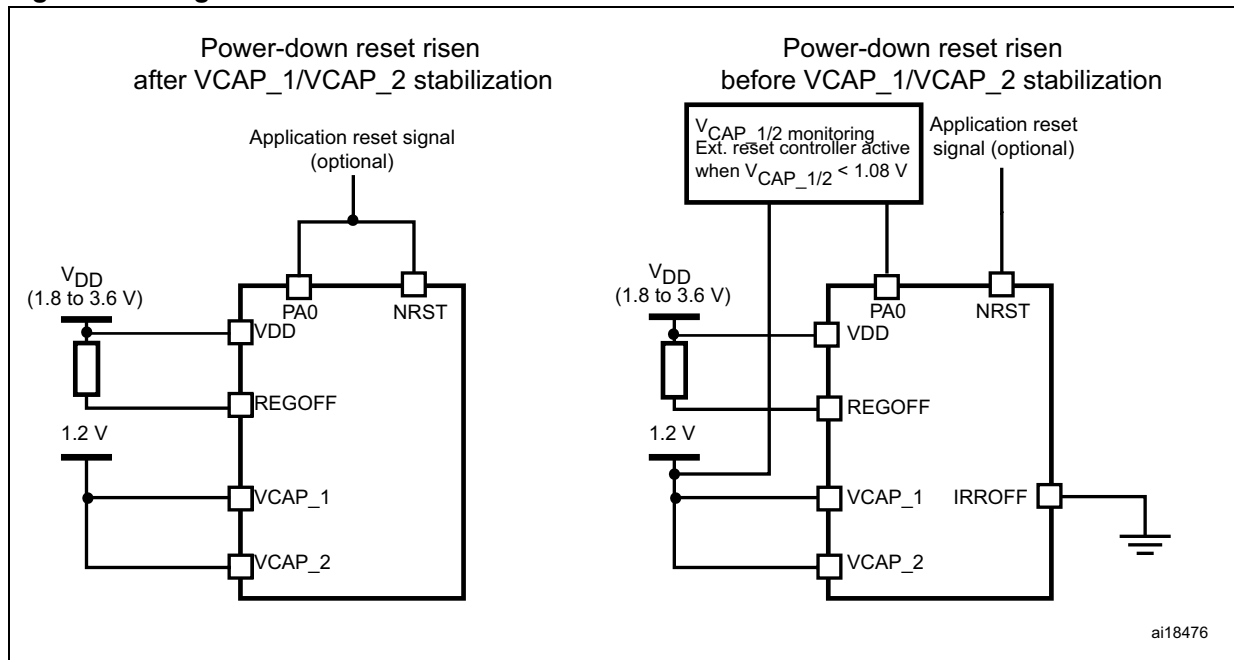 Power-down reset risen
after VCAP_1/VCAP_2 stabilization
Application reset signal
(optional)
VDD
(1.8 to 3.6 V)
PA0
NRST
VDD
REGOFF
1.2 V
VCAP_1
VCAP_2
Power-down reset risen
before VCAP_1/VCAP_2 stabilization
VCAP_1/2 monitoring
Ext. reset controller active
when VCAP_1/2 < 1.08 V
Application reset
signal (optional)
VDD
(1.8 to 3.6 V)
PA0
NRST
VDD
REGOFF
1.2 V
VCAP_1
IRROFF
VCAP_2
ai18476